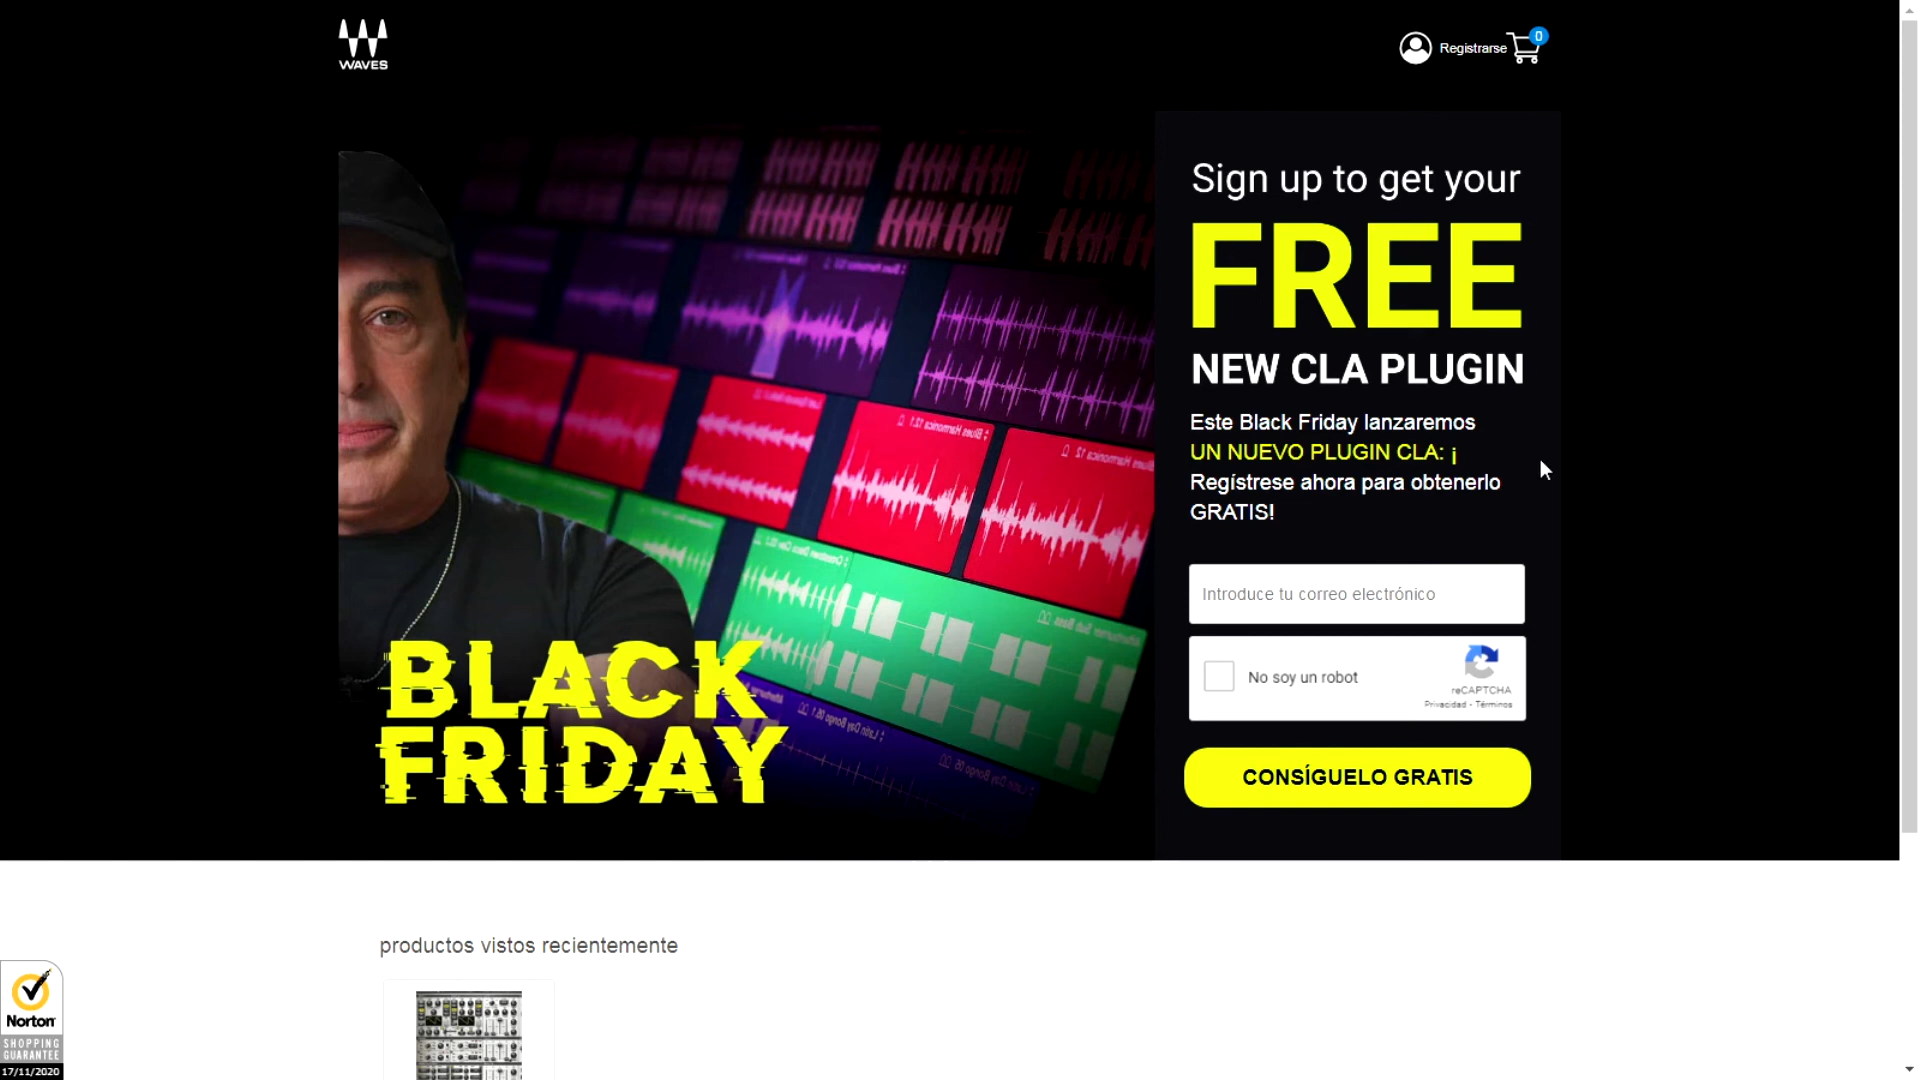 WAVES
Registrarse
0
Sign up to get your
FREE
NEW CLA PLUGIN
Este Black Friday lanzaremos
UN NUEVO PLUGIN CLA: ¡
Regístrese ahora para obtenerlo
GRATIS!
Introduce tu correo electrónico
No soy un robot
reCAPTCHA
Privacidad - Términos
CONSÍGUELO GRATIS
BLACK
FRIDAY
productos vistos recientemente
Norton
SHOPPING
GUARANTEE
17/11/2020